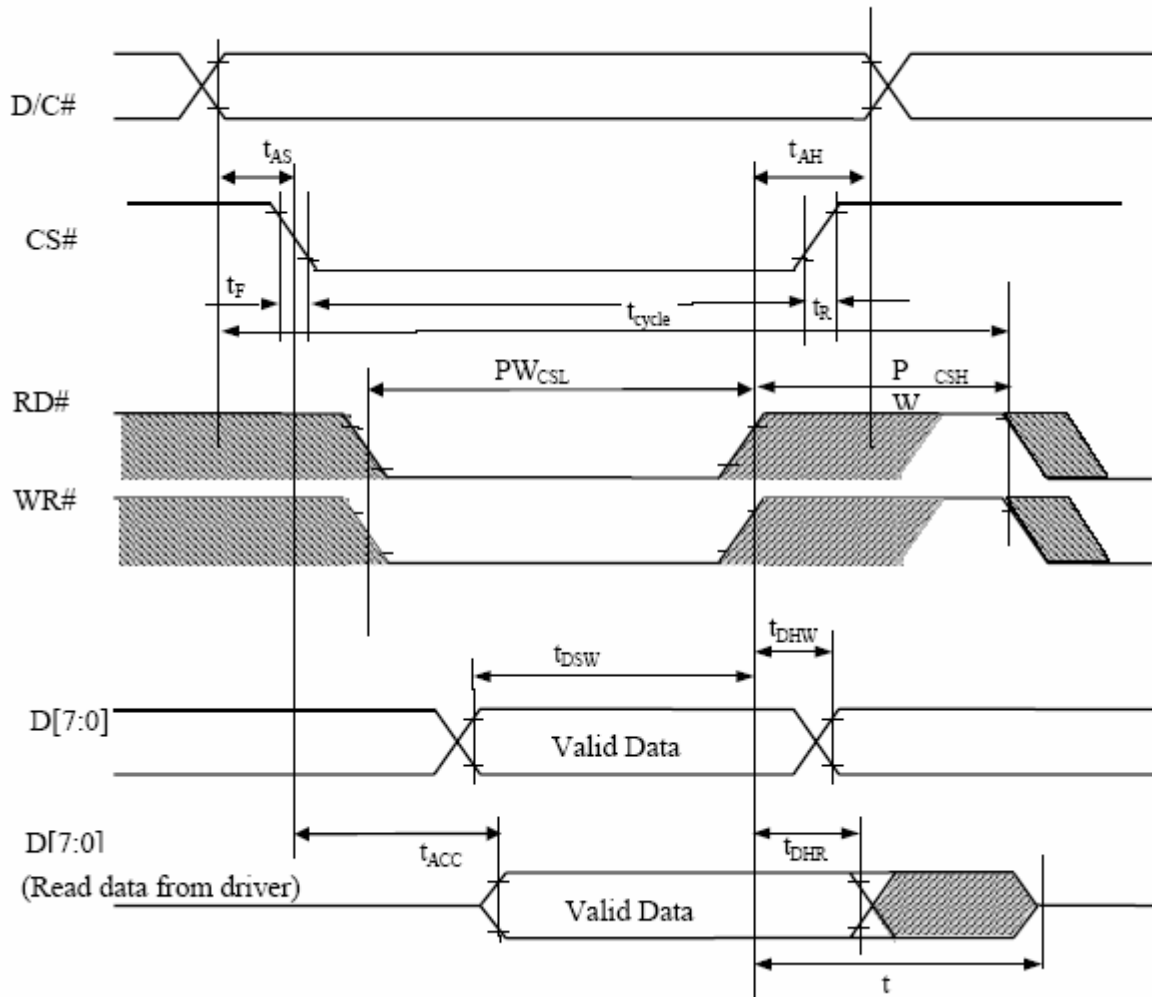 D/C#
tAS
tAH
CS#
tF
tcycle
tR
PWCSL
P CSH
W
RD#
WR#
tDHW
tDSW
D[7:0]
Valid Data
D[7:0]
tACC
tDHR
(Read data from driver)
Valid Data
t